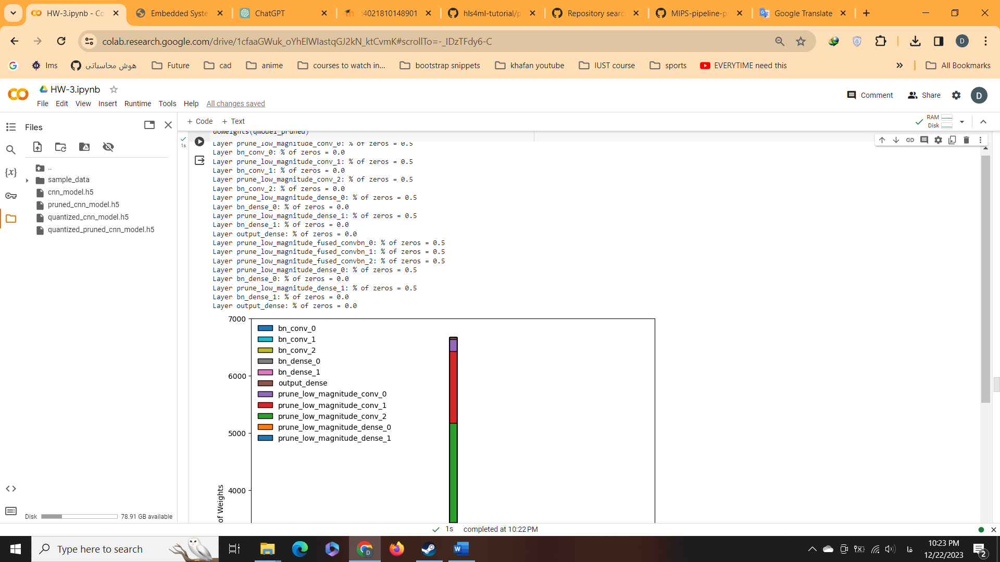 HW-3.ipynb - Co
Embedded Syste
ChatGPT
:4021810148901
hls4ml-tutorial/p
Repository searc
MIPS-pipeline-p
Google Translate
colab.research.google.com/drive/1cfaaGWuk_oYhElWIastqGJ2kN_ktCvmK#scrollTo=-_IDzTFdy6-C
D
lms
هوش محاسباتی
Future
cad
anime
courses to watch in...
bootstrap snippets
khafan youtube
IUST course
sports
EVERYTIME need this
All Bookmarks
HW-3.ipynb
Comment
Share
D
File Edit View Insert Runtime Tools Help All changes saved
Files
+ Code + Text
RAM
Disk
doWeights(qmodel_pruned)
1s
Layer prune_low_magnitude_conv_0: % of zeros = 0.5
Layer bn_conv_0: % of zeros = 0.0
Layer prune_low_magnitude_conv_1: % of zeros = 0.5
Layer bn_conv_1: % of zeros = 0.0
Layer prune_low_magnitude_conv_2: % of zeros = 0.5
Layer bn_conv_2: % of zeros = 0.0
Layer prune_low_magnitude_dense_0: % of zeros = 0.5
Layer bn_dense_0: % of zeros = 0.0
Layer prune_low_magnitude_dense_1: % of zeros = 0.5
Layer bn_dense_1: % of zeros = 0.0
Layer output_dense: % of zeros = 0.0
Layer prune_low_magnitude_fused_convbn_0: % of zeros = 0.5
Layer prune_low_magnitude_fused_convbn_1: % of zeros = 0.5
Layer prune_low_magnitude_fused_convbn_2: % of zeros = 0.5
Layer prune_low_magnitude_dense_0: % of zeros = 0.5
Layer bn_dense_0: % of zeros = 0.0
Layer prune_low_magnitude_dense_1: % of zeros = 0.5
Layer bn_dense_1: % of zeros = 0.0
Layer output_dense: % of zeros = 0.0
{x}
..
sample_data
cnn_model.h5
pruned_cnn_model.h5
quantized_cnn_model.h5
quantized_pruned_cnn_model.h5
7000
6000
5000
4000
of Weights
bn_conv_0
bn_conv_1
bn_conv_2
bn_dense_0
bn_dense_1
output_dense
prune_low_magnitude_conv_0
prune_low_magnitude_conv_1
prune_low_magnitude_conv_2
prune_low_magnitude_dense_0
prune_low_magnitude_dense_1
Disk
78.91 GB available
1s completed at 10:22 PM
Type here to search
فا
10:23 PM
12/22/2023
2